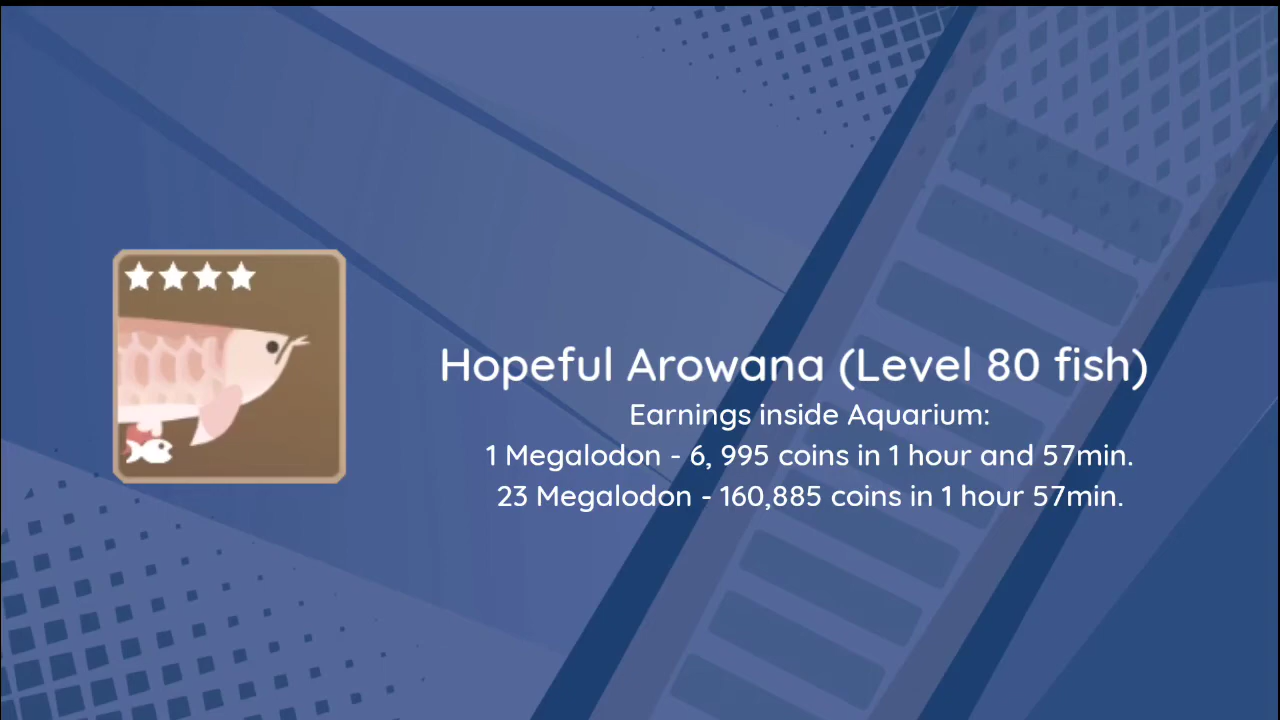 Hopeful Arowana (Level 80 fish)
Earnings inside Aquarium:
1 Megalodon - 6, 995 coins in 1 hour and 57min.
23 Megalodon - 160,885 coins in 1 hour 57min.